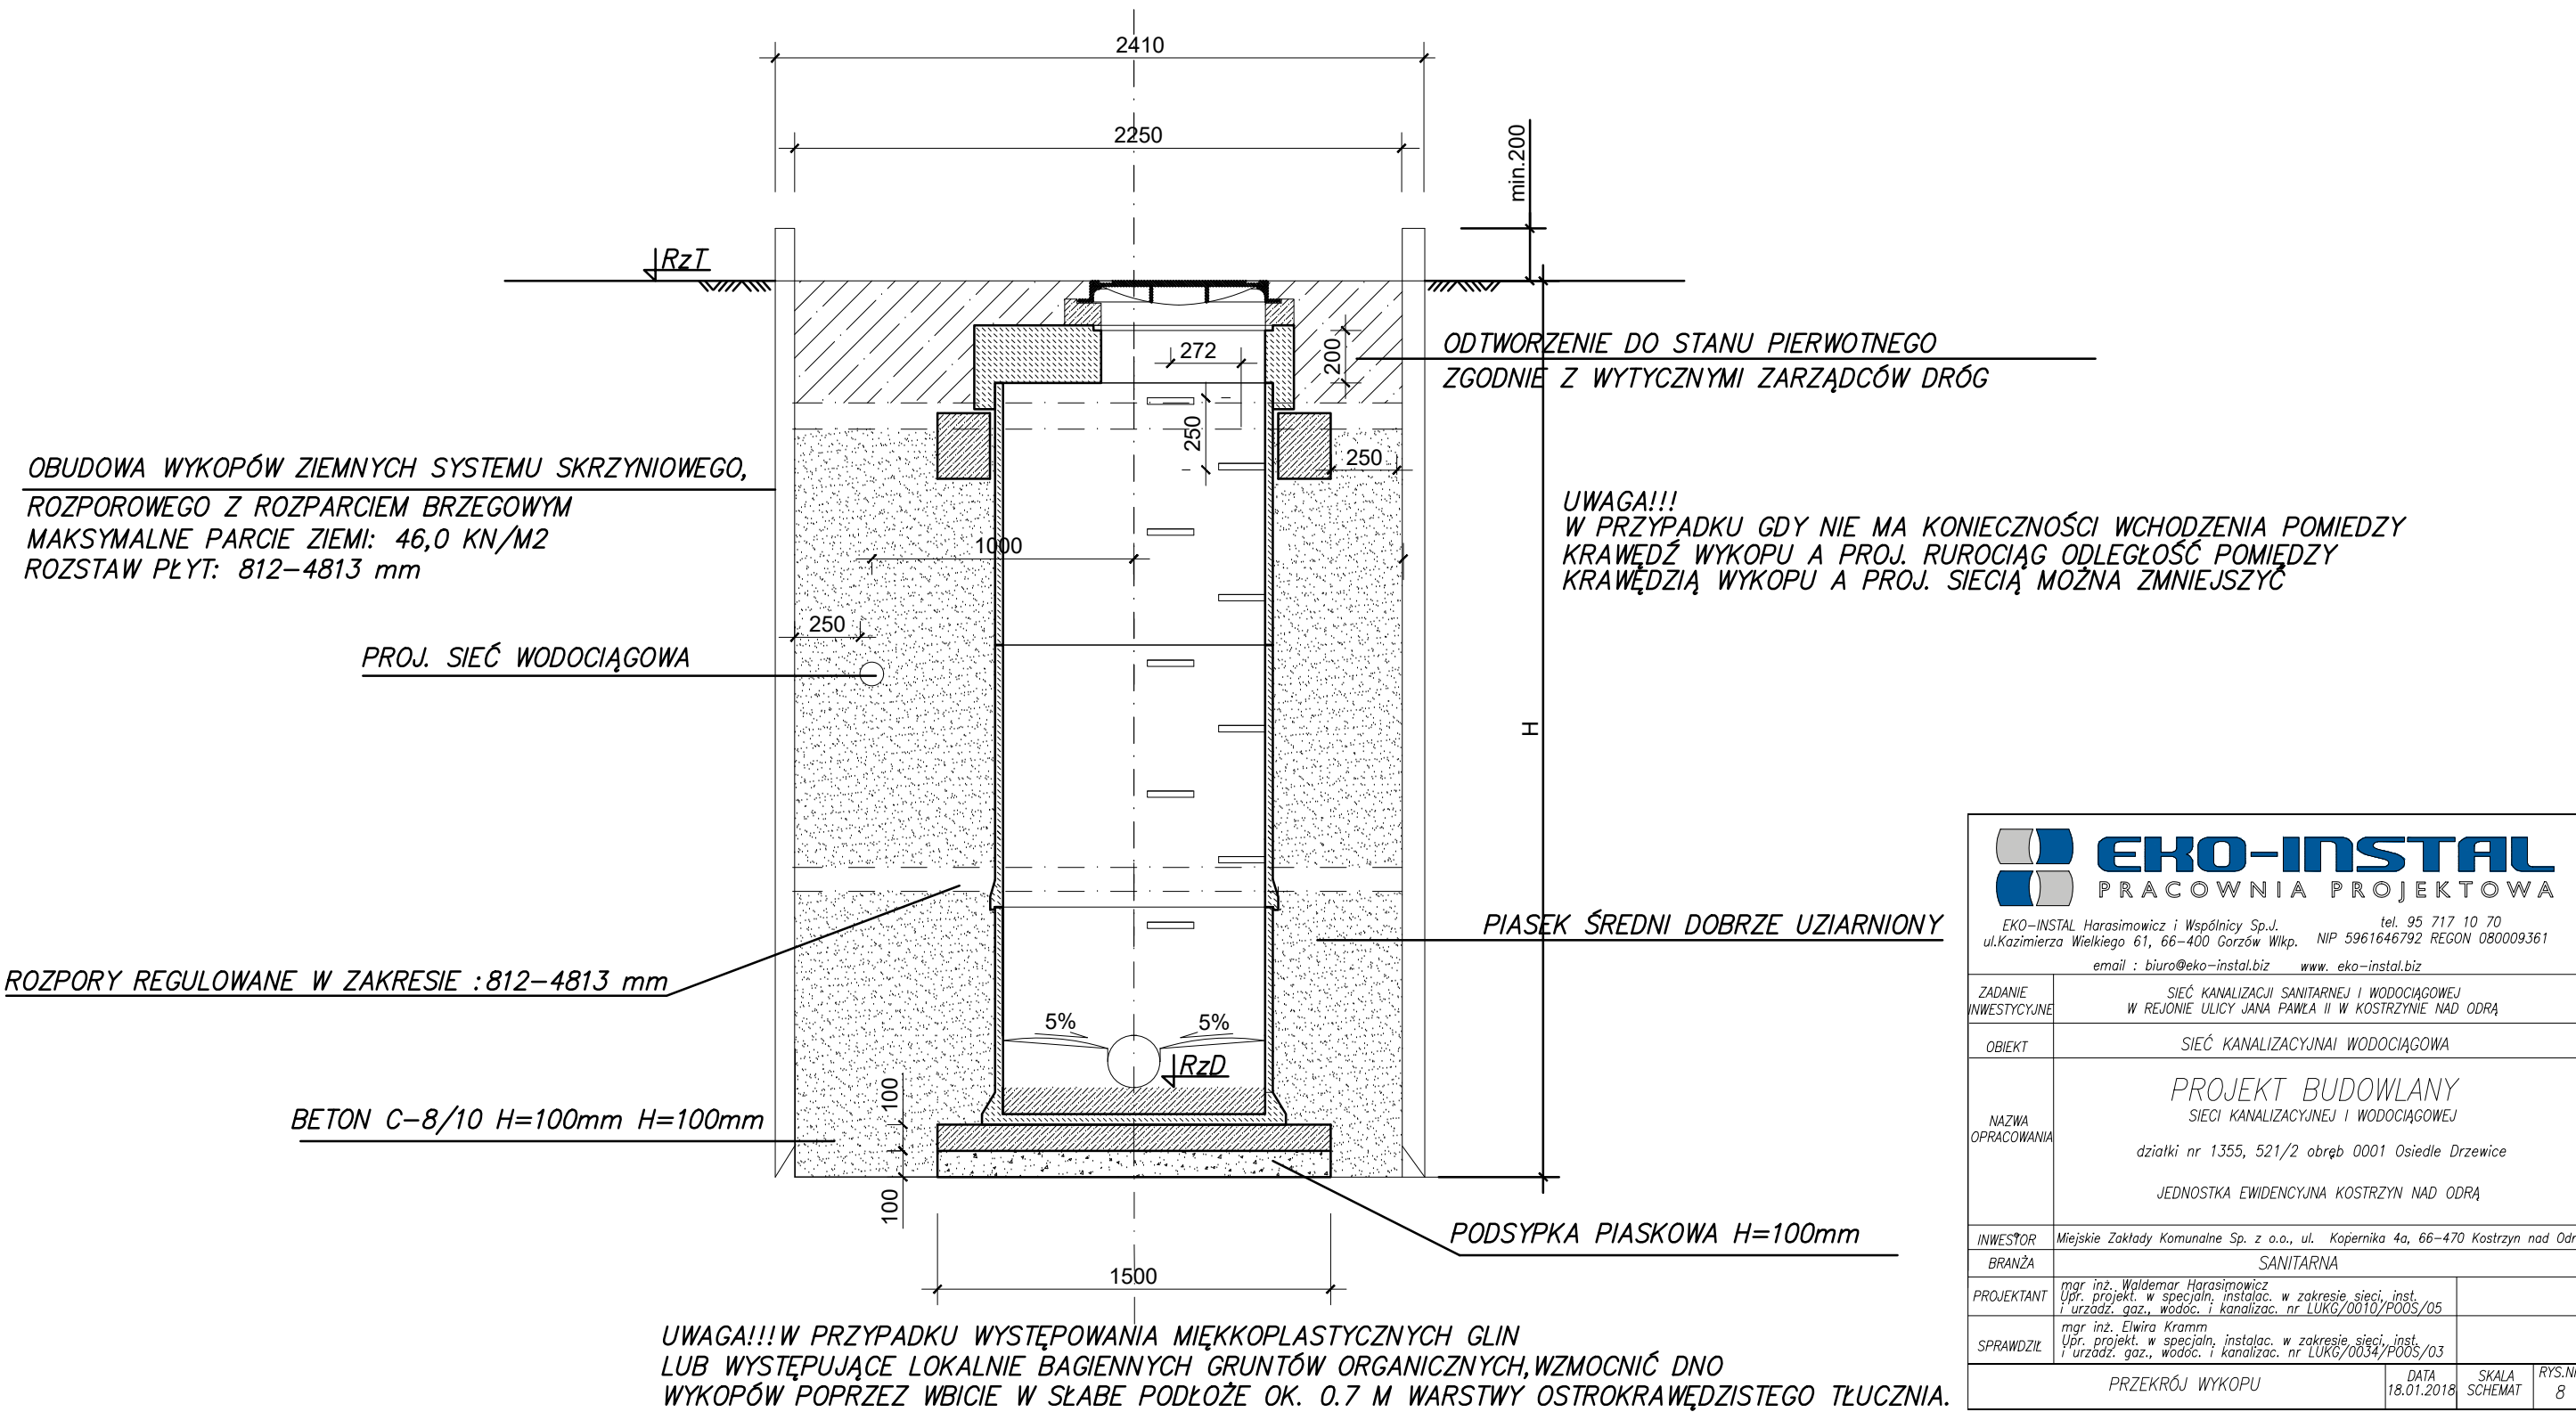 2410
2250
min.200
RzT
272
200
ODTWORZENIE DO STANU PIERWOTNEGO
ZGODNIE Z WYTYCZNYMI ZARZĄDCÓW DRÓG
250
250
OBUDOWA WYKOPÓW ZIEMNYCH SYSTEMU SKRZYNIOWEGO,
ROZPOROWEGO Z ROZPARCIEM BRZEGOWYM
MAKSYMALNE PARCIE ZIEMI: 46,0 KN/M2
ROZSTAW PŁYT: 812-4813 mm
UWAGA!!!
W PRZYPADKU GDY NIE MA KONIECZNOŚCI WCHODZENIA POMIEDZY
KRAWĘDŹ WYKOPU A PROJ. RUROCIĄG ODLEGŁOŚĆ POMIĘDZY
KRAWĘDZIĄ WYKOPU A PROJ. SIECIĄ MOŻNA ZMNIEJSZYĆ
1000
250
PROJ. SIEĆ WODOCIĄGOWA
H
PIASEK ŚREDNI DOBRZE UZIARNIONY
ROZPORY REGULOWANE W ZAKRESIE :812-4813 mm
5%
5%
RzD
100
BETON C-8/10 H=100mm H=100mm
100
PODSYPKA PIASKOWA H=100mm
1500
UWAGA!!!W PRZYPADKU WYSTĘPOWANIA MIĘKKOPLASTYCZNYCH GLIN
LUB WYSTĘPUJĄCE LOKALNIE BAGIENNYCH GRUNTÓW ORGANICZNYCH,WZMOCNIĆ DNO
WYKOPÓW POPRZEZ WBICIE W SŁABE PODŁOŻE OK. 0.7 M WARSTWY OSTROKRAWĘDZISTEGO TŁUCZNIA.
EKO-INSTAL
PRACOWNIA PROJEKTOWA
EKO-INSTAL Harasimowicz i Wspólnicy Sp.J. tel. 95 717 10 70
ul.Kazimierza Wielkiego 61, 66-400 Gorzów Wlkp. NIP 5961646792 REGON 080009361
email : biuro@eko-instal.biz www. eko-instal.biz
ZADANIE
INWESTYCYJNE
SIEĆ KANALIZACJI SANITARNEJ I WODOCIĄGOWEJ
W REJONIE ULICY JANA PAWŁA II W KOSTRZYNIE NAD ODRĄ
OBIEKT
SIEĆ KANALIZACYJNAI WODOCIĄGOWA
NAZWA
OPRACOWANIA
PROJEKT BUDOWLANY
SIECI KANALIZACYJNEJ I WODOCIĄGOWEJ
działki nr 1355, 521/2 obręb 0001 Osiedle Drzewice
JEDNOSTKA EWIDENCYJNA KOSTRZYN NAD ODRĄ
INWESTOR
Miejskie Zakłady Komunalne Sp. z o.o., ul. Kopernika 4a, 66-470 Kostrzyn nad
BRANŻA
SANITARNA
PROJEKTANT
mgr inż. Waldemar Harasimowicz
Upr. projekt. w specjaln. instalac. w zakresie sieci, inst.
i urządz. gaz., wodoc. i kanalizac. nr LUKG/0010/POOS/05
SPRAWDZIŁ
mgr inż. Elwira Kramm
Upr. projekt. w specjaln. instalac. w zakresie sieci, inst.
i urządz. gaz., wodoc. i kanalizac. nr LUKG/0034/POOS/03
PRZEKRÓJ WYKOPU
DATA
18.01.2018
SKALA
SCHEMAT
8